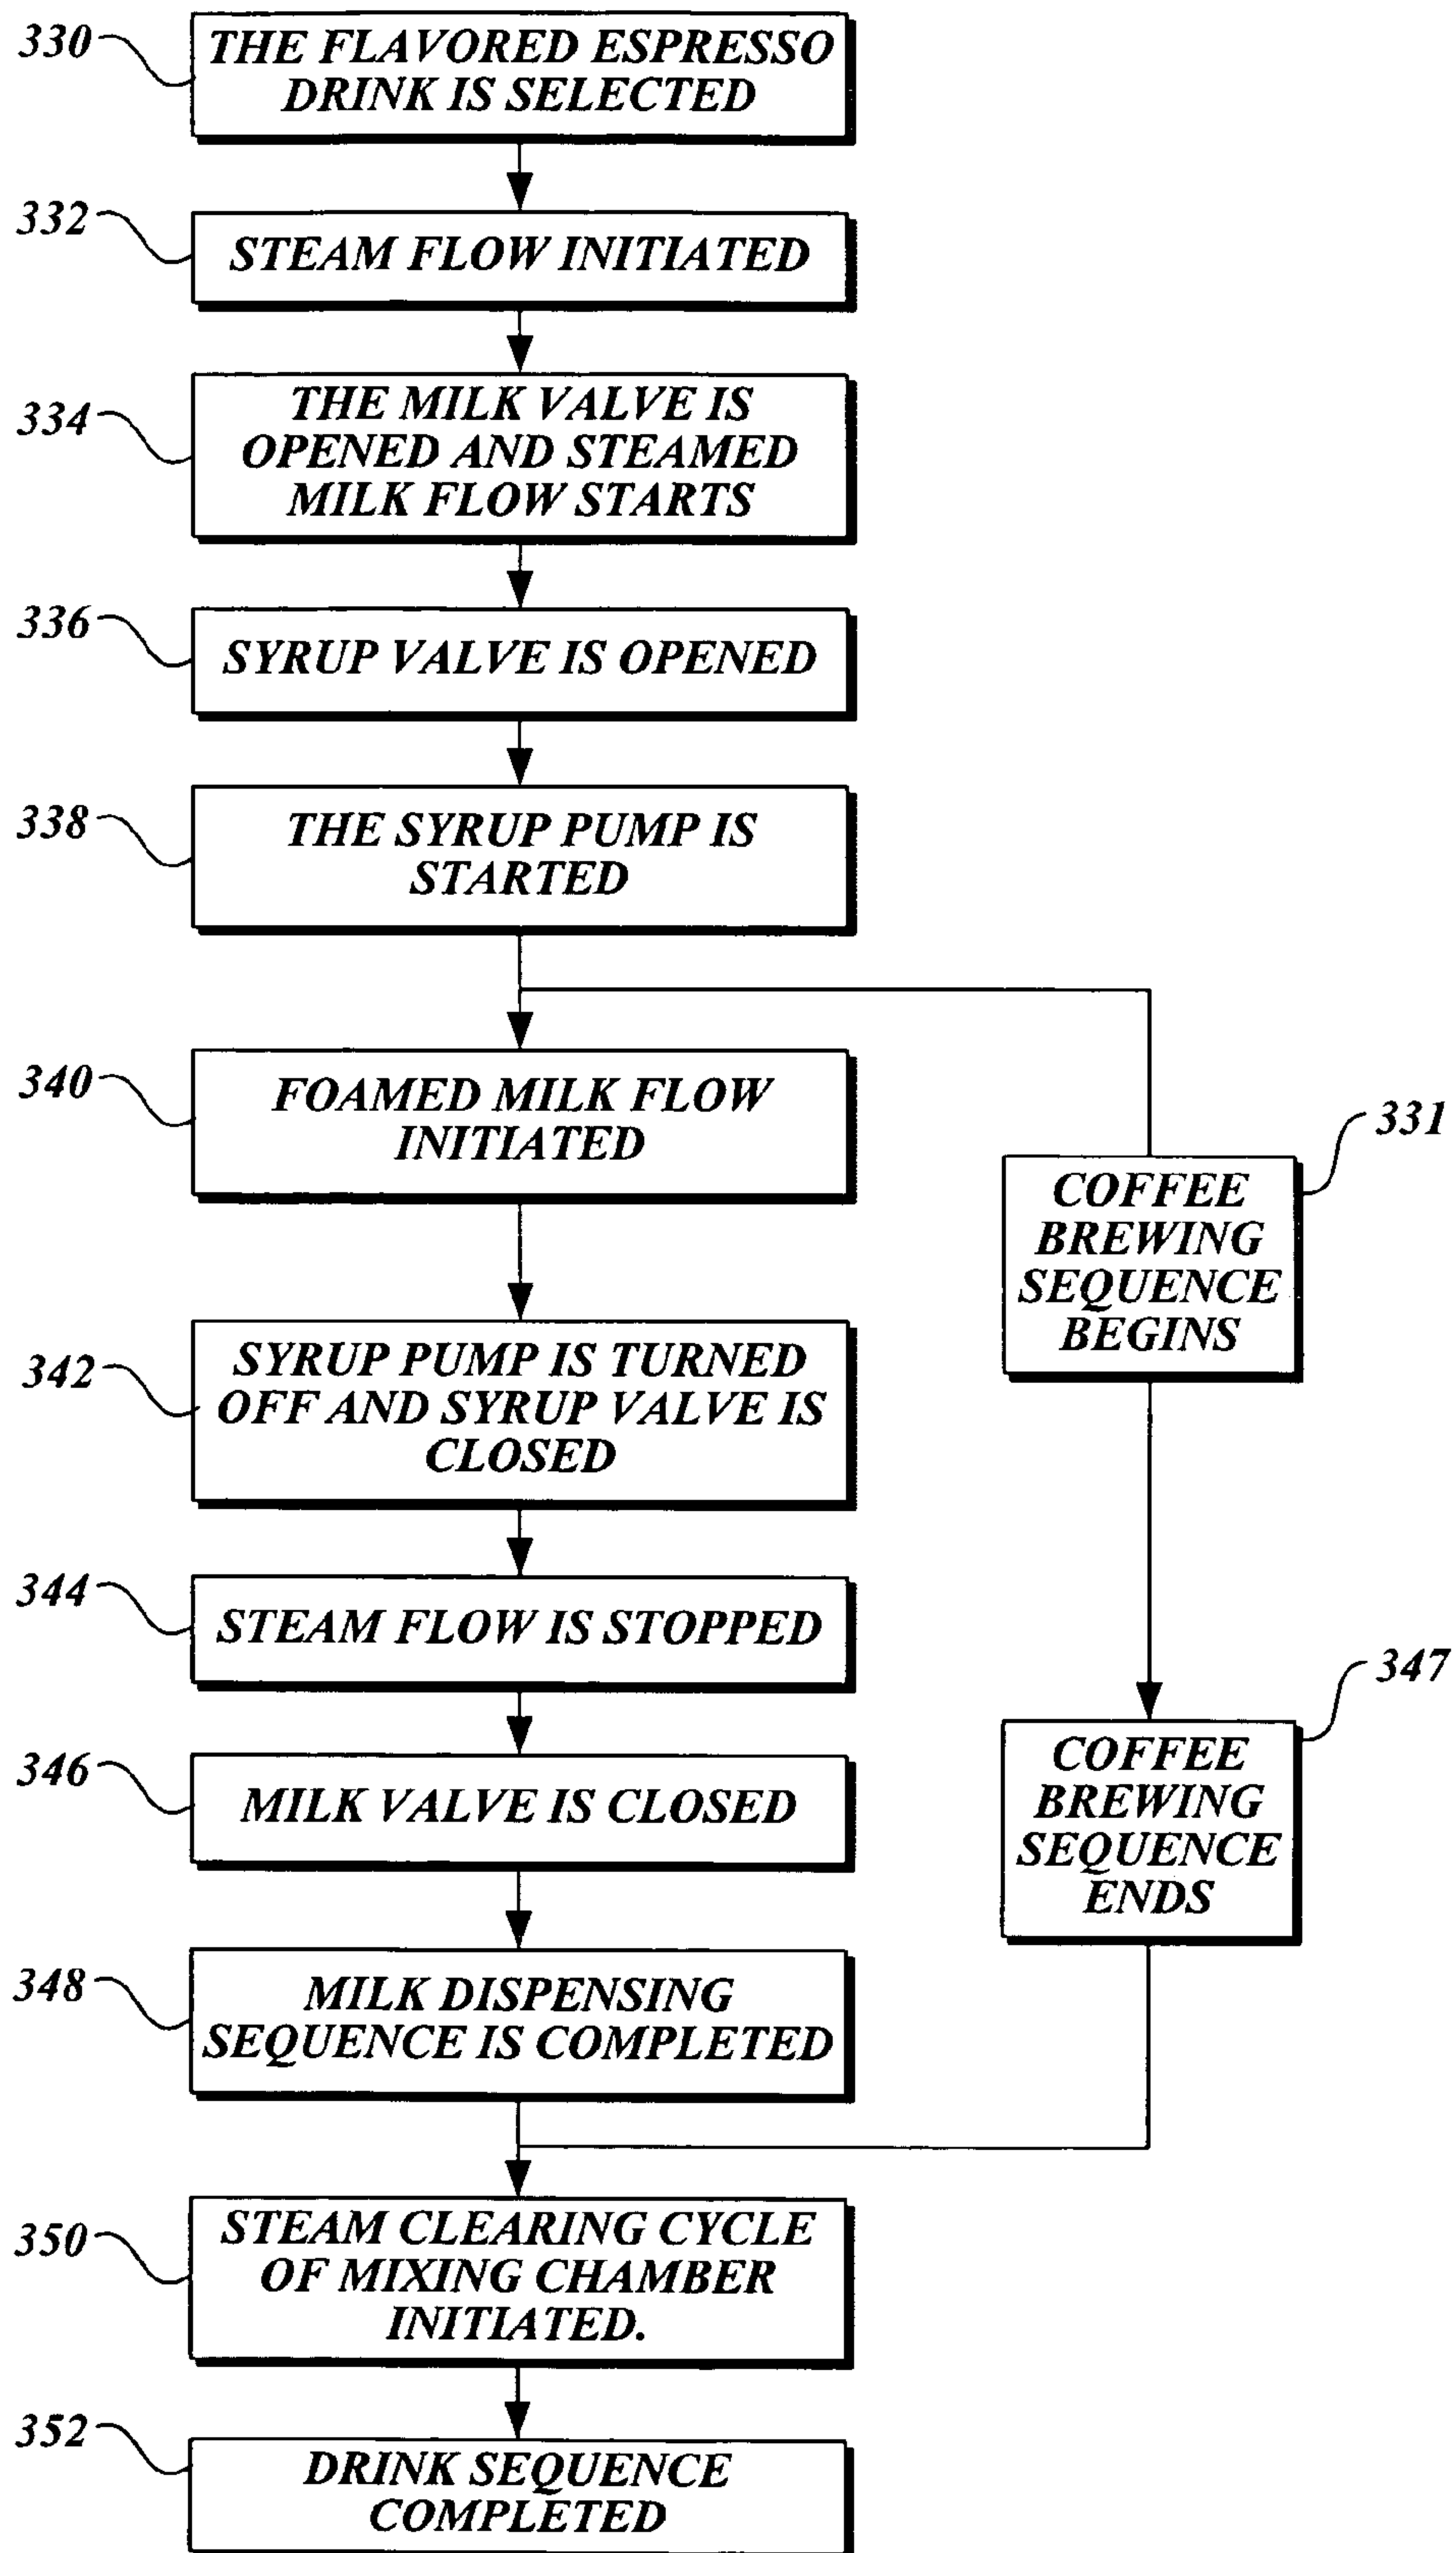 330
THE FLAVORED ESPRESSO
DRINK IS SELECTED
332
STEAM FLOW INITIATED
334
THE MILK VALVE IS
OPENED AND STEAMED
MILK FLOW STARTS
336
SYRUP VALVE IS OPENED
338
THE SYRUP PUMP IS
STARTED
340
FOAMED MILK FLOW
INITIATED
331
COFFEE
BREWING
SEQUENCE
BEGINS
342
SYRUP PUMP IS TURNED
OFF AND SYRUP VALVE IS
CLOSED
344
STEAM FLOW IS STOPPED
346
MILK VALVE IS CLOSED
347
COFFEE
BREWING
SEQUENCE
ENDS
348
MILK DISPENSING
SEQUENCE IS COMPLETED
350
STEAM CLEARING CYCLE
OF MIXING CHAMBER
INITIATED.
352
DRINK SEQUENCE
COMPLETED